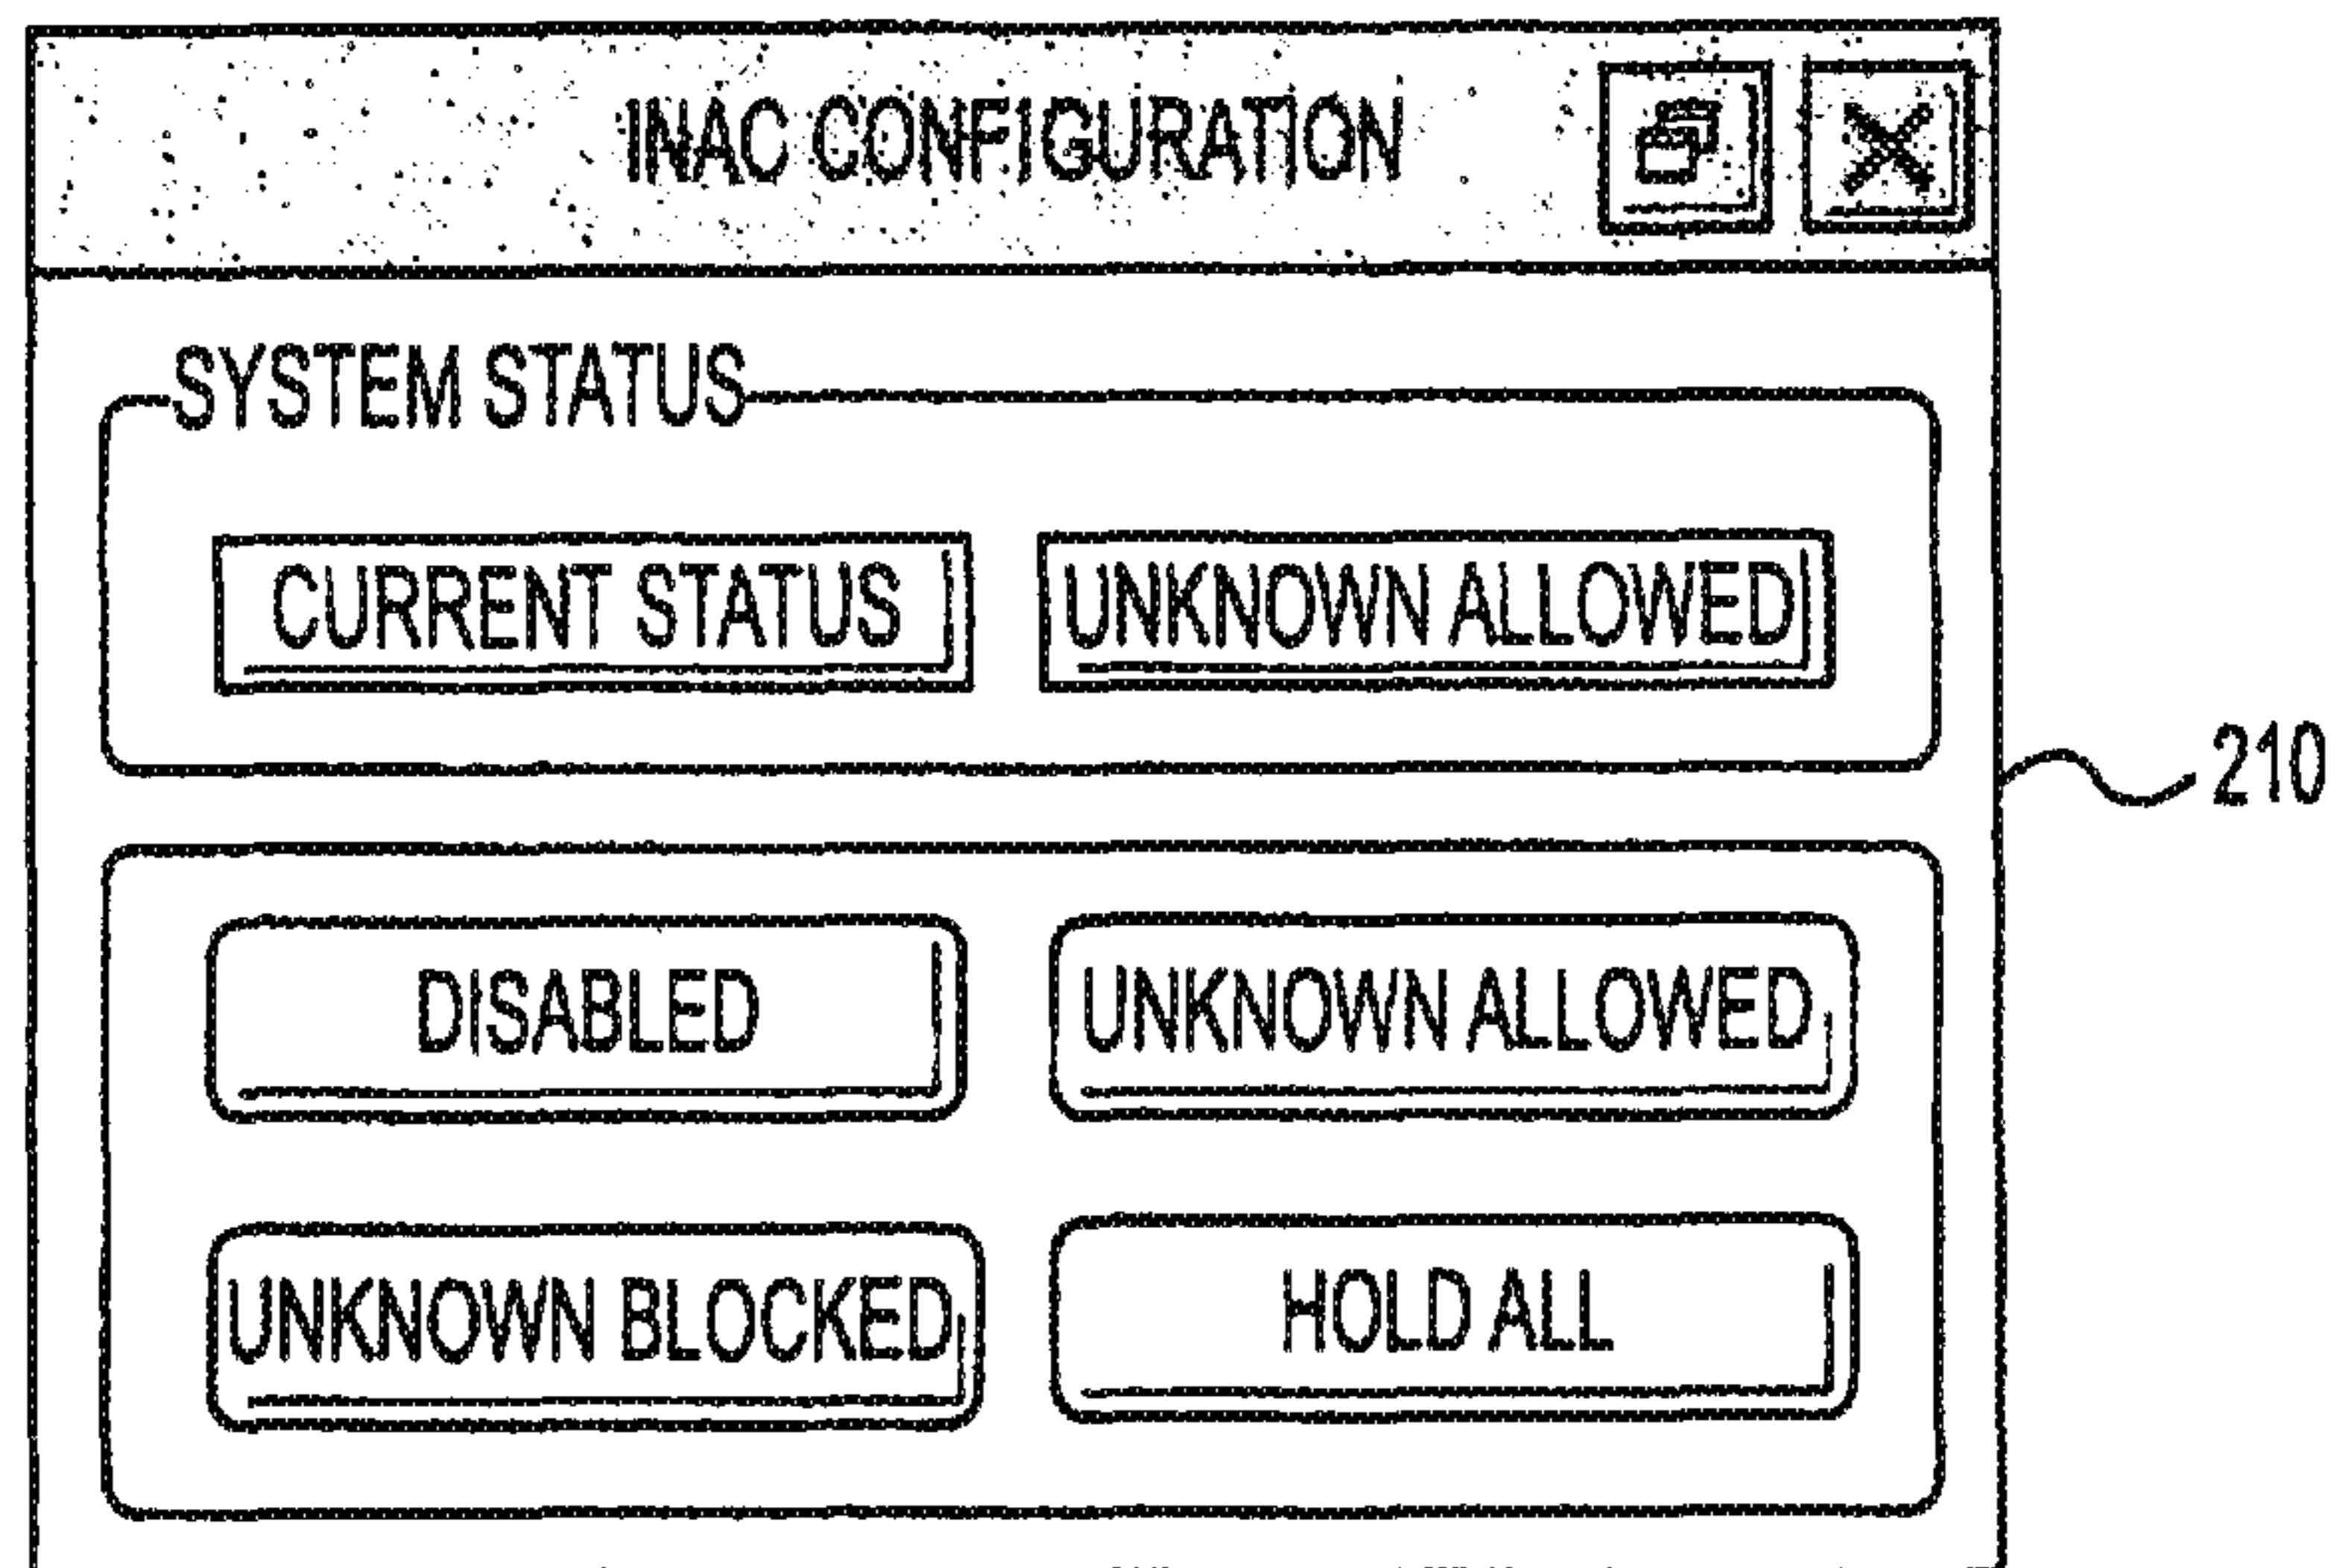 INAC CONFIGURATION
SYSTEM STATUS
CURRENT STATUS
UNKNOWN ALLOWED
210
DISABLED
UNKNOWN ALLOWED
UNKNOWN BLOCKED
HOLD ALL